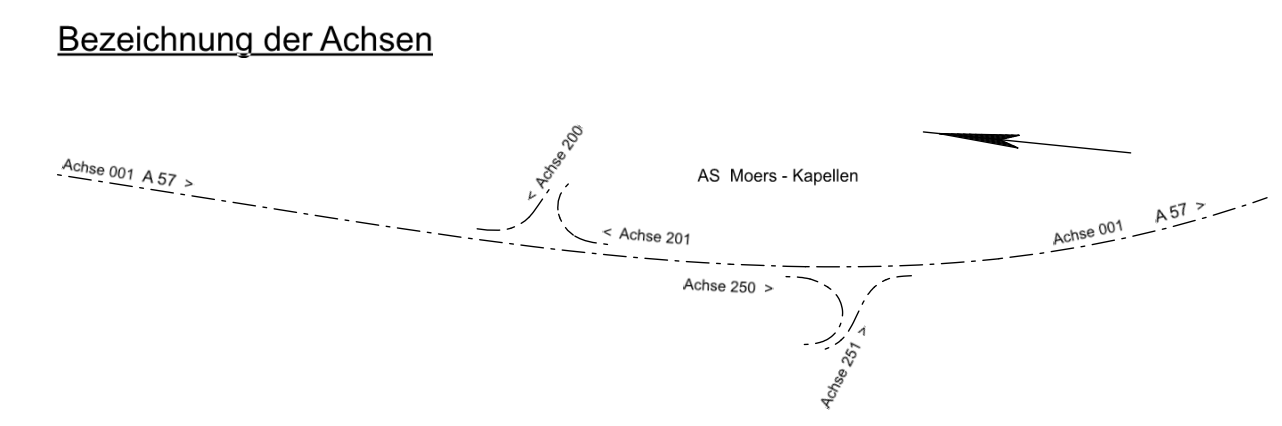 Bezeichnung der Achsen
Achse 001 A 57 >
< Achse 200
AS Moers - Kapellen
< Achse 201
Achse 001 A 57 >
Achse 250 >
Achse 251 >